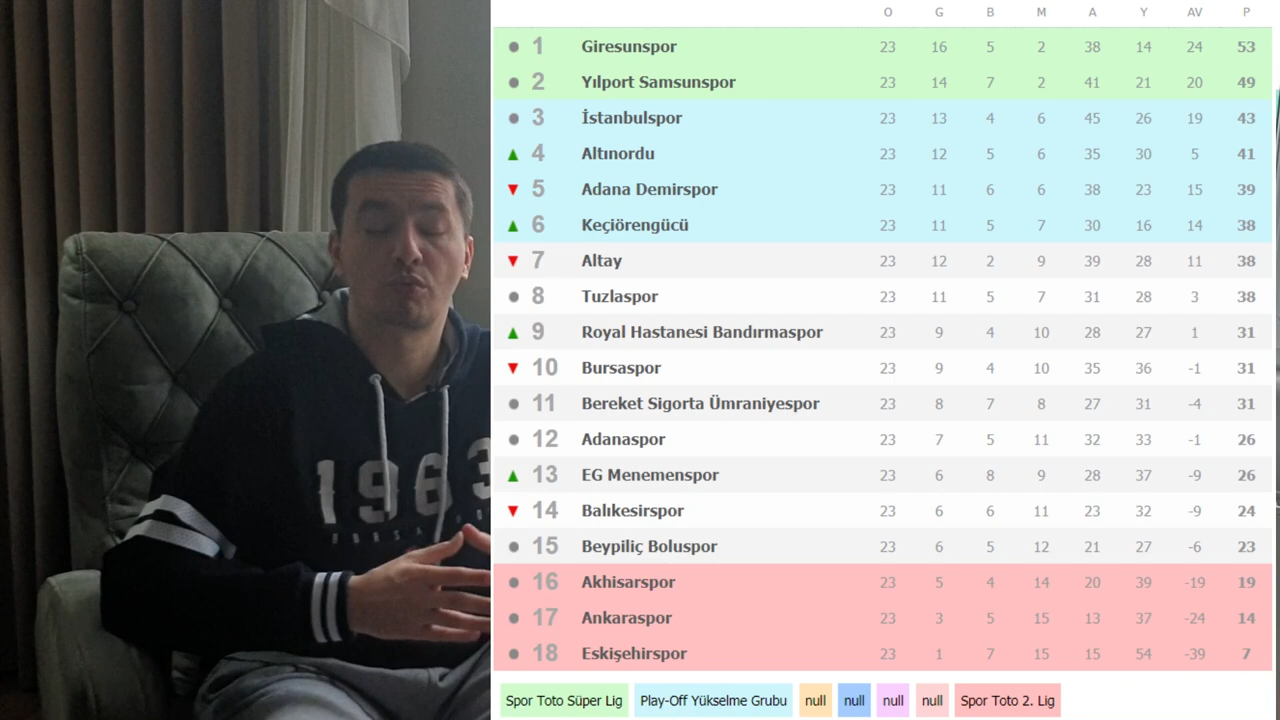 O G B M A Y AV P
1 Giresunspor 23 16 5 2 38 14 24 53
2 Yılport Samsunspor 23 14 7 2 41 21 20 49
3 İstanbulspor 23 13 4 6 45 26 19 43
4 Altınordu 23 12 5 6 35 30 5 41
5 Adana Demirspor 23 11 6 6 38 23 15 39
6 Keçiörengücü 23 11 5 7 30 16 14 38
7 Altay 23 12 2 9 39 28 11 38
8 Tuzlaspor 23 11 5 7 31 28 3 38
9 Royal Hastanesi Bandırmaspor 23 9 4 10 28 27 1 31
10 Bursaspor 23 9 4 10 35 36 -1 31
11 Bereket Sigorta Ümraniyespor 23 8 7 8 27 31 -4 31
12 Adanaspor 23 7 5 11 32 33 -1 26
13 EG Menemenspor 23 6 8 9 28 37 -9 26
14 Balıkesirspor 23 6 6 11 23 32 -9 24
15 Beypiliç Boluspor 23 6 5 12 21 27 -6 23
16 Akhisarspor 23 5 4 14 20 39 -19 19
17 Ankaraspor 23 3 5 15 13 37 -24 14
18 Eskişehirspor 23 1 7 15 15 54 -39 7
Spor Toto Süper Lig Play-Off Yükselme Grubu null null null null Spor Toto 2. Lig
1963